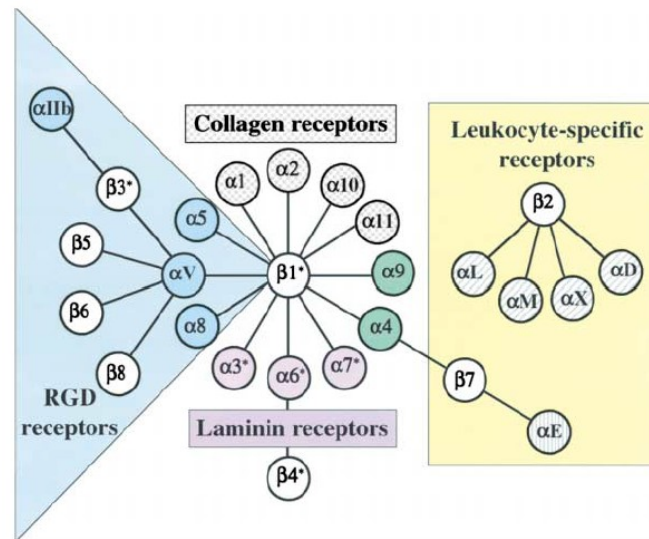 αIIb
Collagen receptors
Leukocyte-specific
receptors
β3*
α1
α2
α10
α11
β2
α5
β5
αV
β1*
α9
αL
αM
αX
αD
β6
α8
α4
β8
α3*
α6*
α7*
β7
RGD
receptors
Laminin receptors
αE
β4*